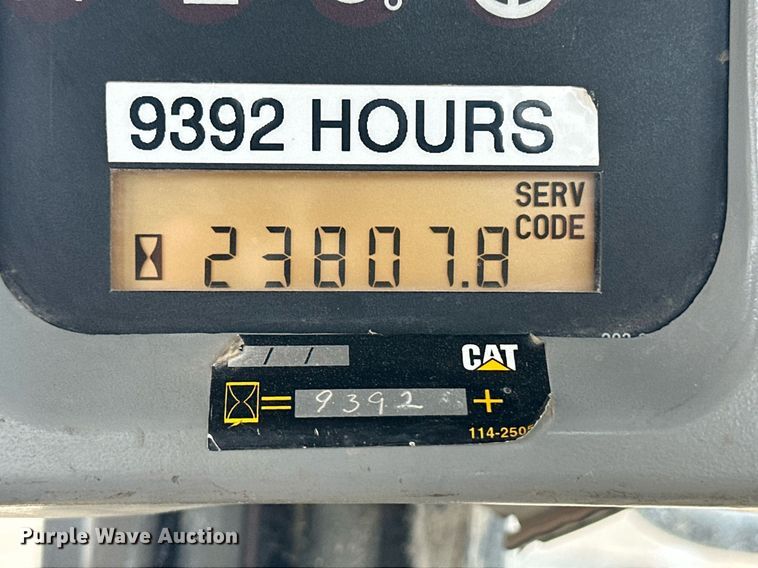 9392 HOURS
SERV
CODE
23807.8
/ /
CAT
= 9392 +
114-250
Purple Wave Auction